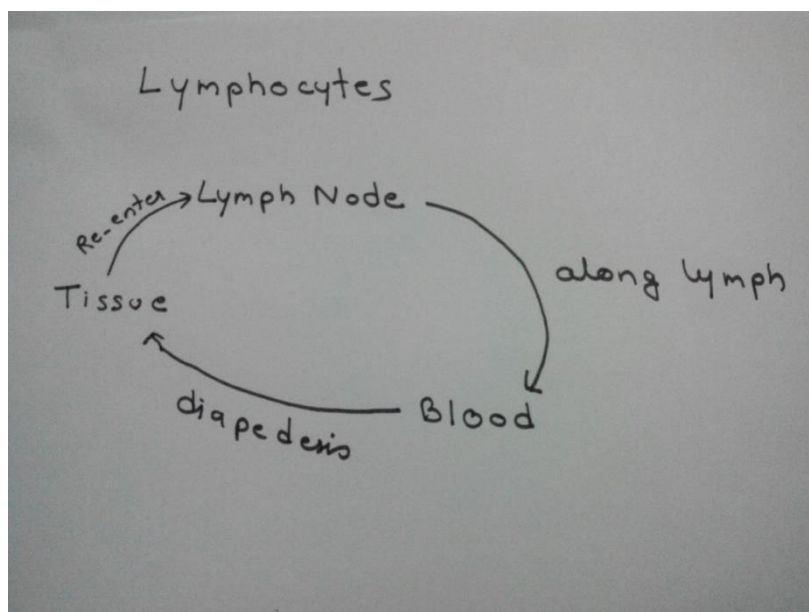 Lymphocytes
Re-enter
Lymph Node
along lymph
Tissue
Blood
diapedesis